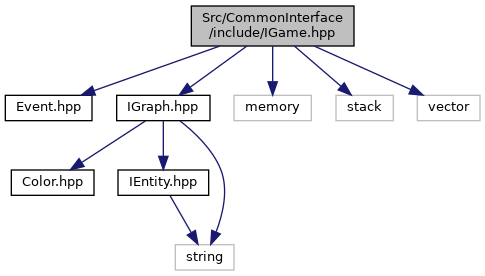 Src/CommonInterface
/include/IGame.hpp
Event.hpp
IGraph.hpp
memory
stack
vector
Color.hpp
IEntity.hpp
string